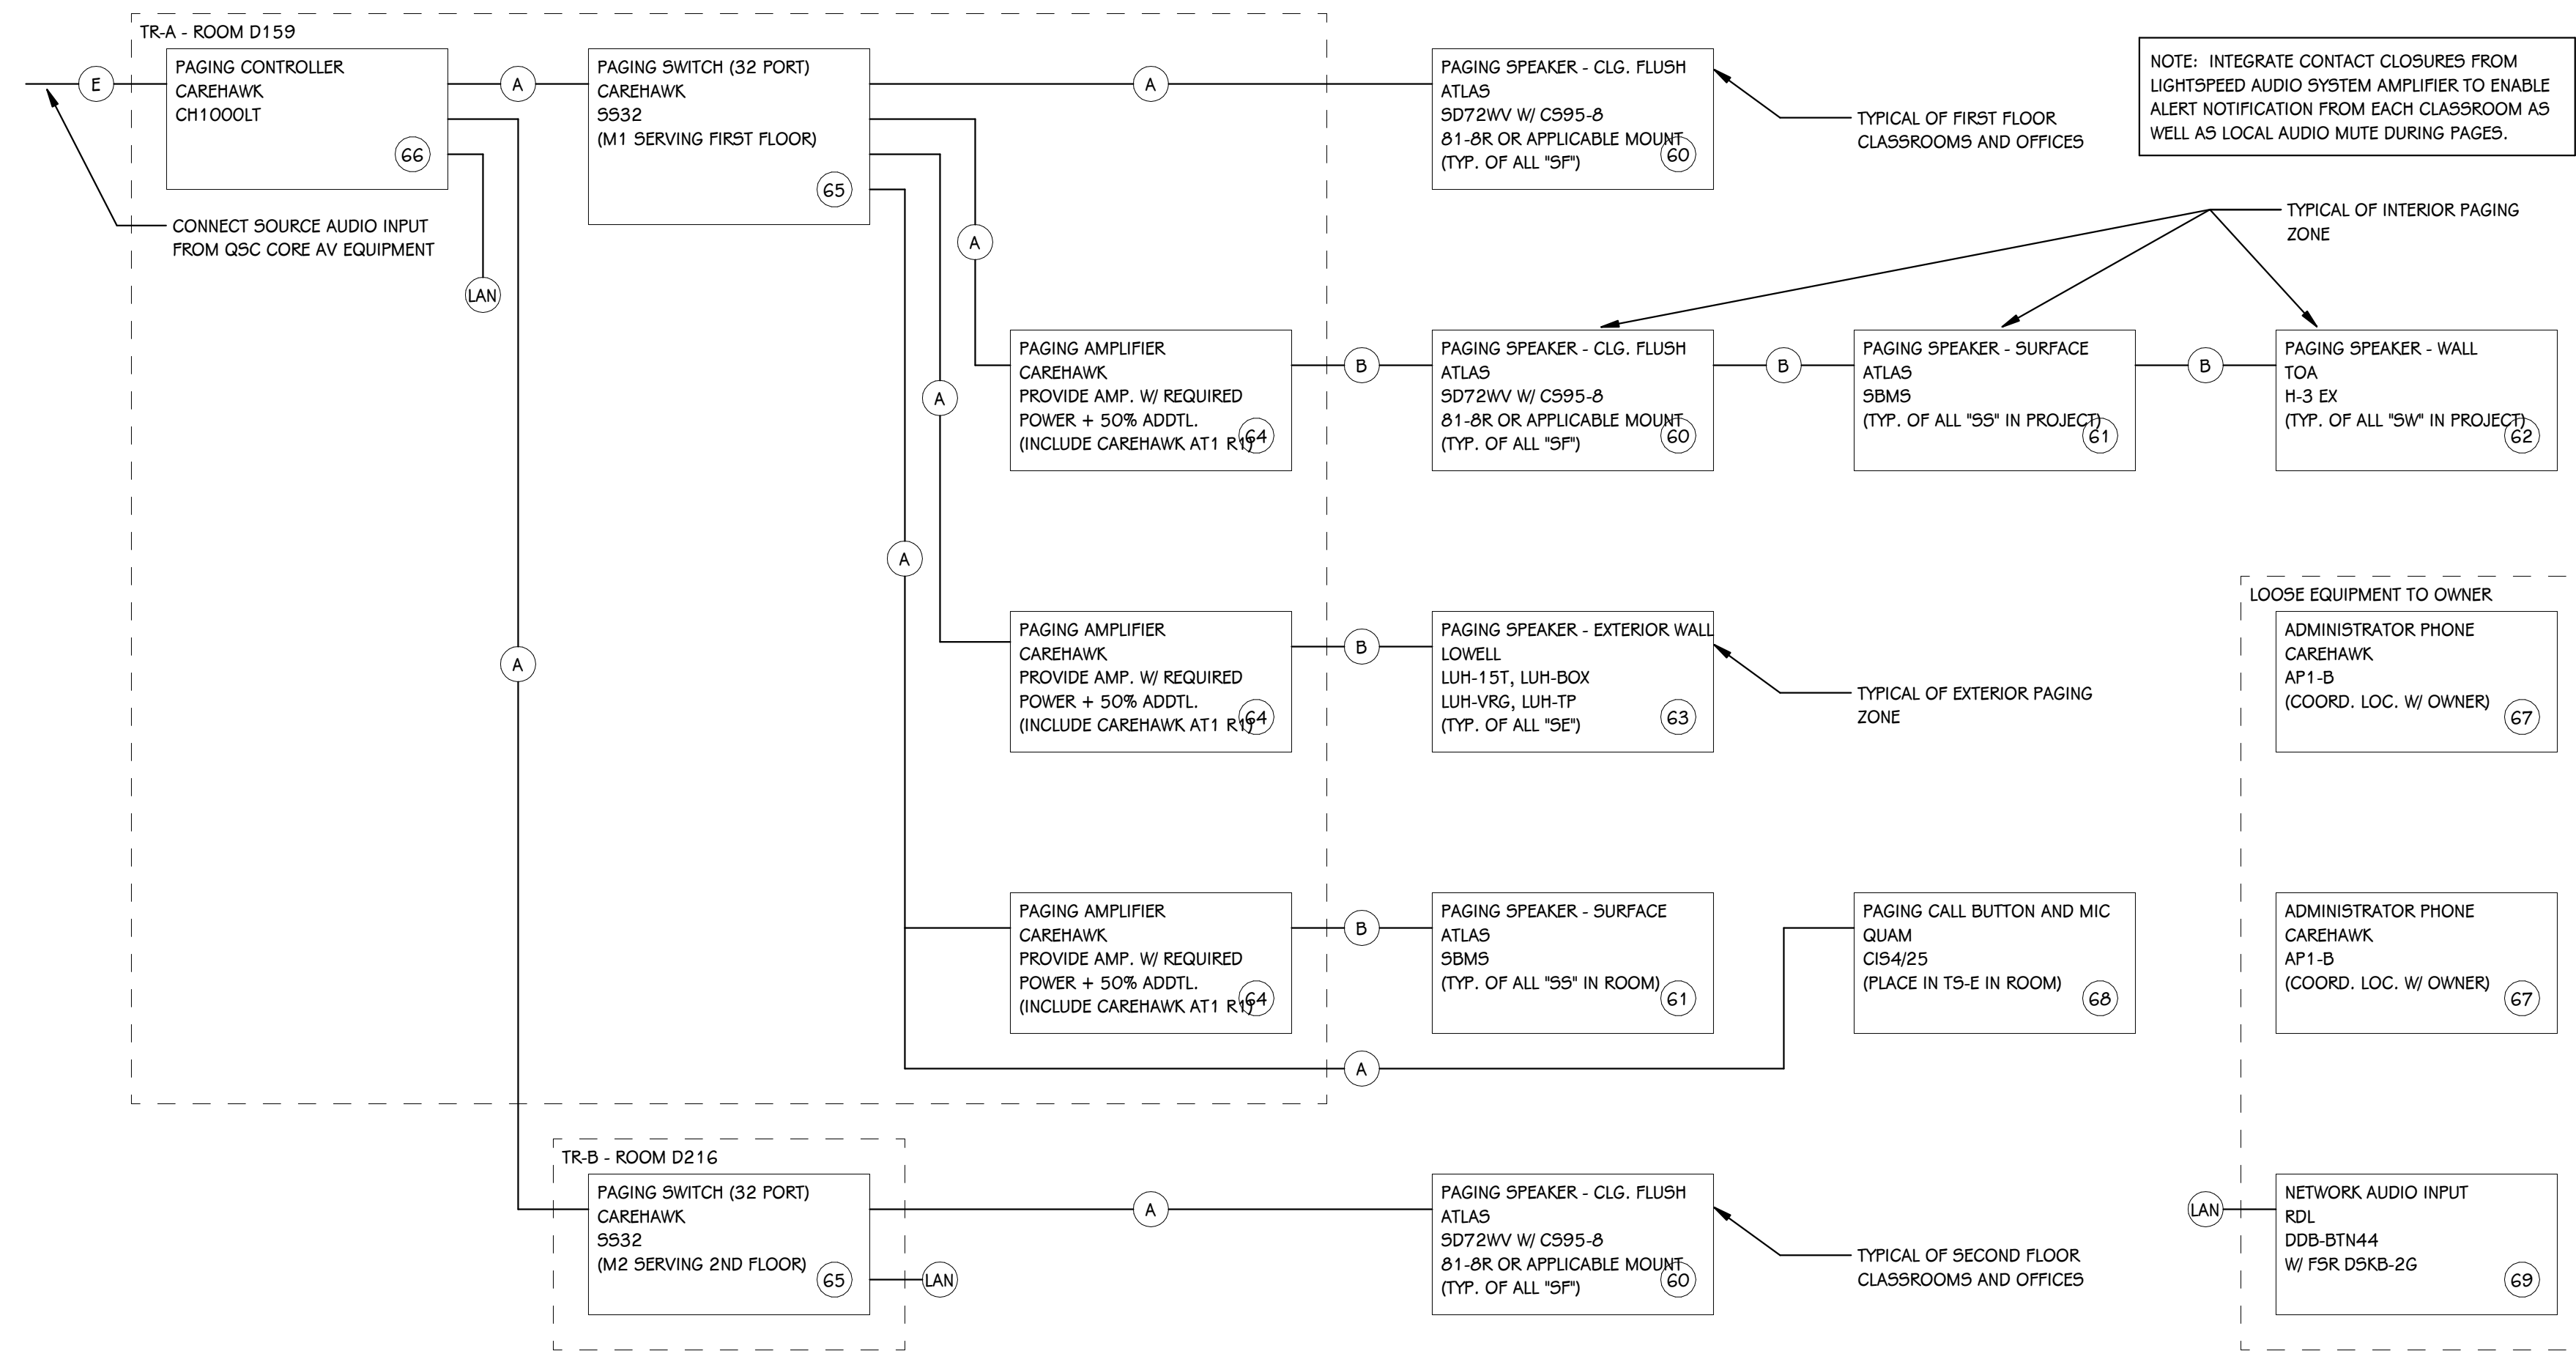 TR-A - ROOM D159
E
PAGING CONTROLLER
CAREHAWK
CH1000LT
66
A
PAGING SWITCH (32 PORT)
CAREHAWK
SS32
(M1 SERVING FIRST FLOOR)
65
A
PAGING SPEAKER - CLG. FLUSH
ATLAS
SD72WV W/ CS95-8
81-8R OR APPLICABLE MOUNT
(TYP. OF ALL "SF")
60
TYPICAL OF FIRST FLOOR
CLASSROOMS AND OFFICES
NOTE: INTEGRATE CONTACT CLOSURES FROM
LIGHTSPEED AUDIO SYSTEM AMPLIFIER TO ENABLE
ALERT NOTIFICATION FROM EACH CLASSROOM AS
WELL AS LOCAL AUDIO MUTE DURING PAGES.
CONNECT SOURCE AUDIO INPUT
FROM QSC CORE AV EQUIPMENT
LAN
A
TYPICAL OF INTERIOR PAGING
ZONE
PAGING AMPLIFIER
CAREHAWK
PROVIDE AMP. W/ REQUIRED
POWER + 50% ADDTL.
(INCLUDE CAREHAWK AT1 R1)
64
B
PAGING SPEAKER - CLG. FLUSH
ATLAS
SD72WV W/ CS95-8
81-8R OR APPLICABLE MOUNT
(TYP. OF ALL "SF")
60
B
PAGING SPEAKER - SURFACE
ATLAS
SBMS
(TYP. OF ALL "SS" IN PROJECT)
61
B
PAGING SPEAKER - WALL
TOA
H-3 EX
(TYP. OF ALL "SW" IN PROJECT)
62
A
A
A
PAGING AMPLIFIER
CAREHAWK
PROVIDE AMP. W/ REQUIRED
POWER + 50% ADDTL.
(INCLUDE CAREHAWK AT1 R1)
64
B
PAGING SPEAKER - EXTERIOR WALL
LOWELL
LUH-15T, LUH-BOX
LUH-VRG, LUH-TP
(TYP. OF ALL "SE")
63
TYPICAL OF EXTERIOR PAGING
ZONE
LOOSE EQUIPMENT TO OWNER
ADMINISTRATOR PHONE
CAREHAWK
AP1-B
(COORD. LOC. W/ OWNER)
67
PAGING AMPLIFIER
CAREHAWK
PROVIDE AMP. W/ REQUIRED
POWER + 50% ADDTL.
(INCLUDE CAREHAWK AT1 R1)
64
B
PAGING SPEAKER - SURFACE
ATLAS
SBMS
(TYP. OF ALL "SS" IN ROOM)
61
PAGING CALL BUTTON AND MIC
QUAM
CIS4/25
(PLACE IN TS-E IN ROOM)
68
ADMINISTRATOR PHONE
CAREHAWK
AP1-B
(COORD. LOC. W/ OWNER)
67
A
TR-B - ROOM D216
PAGING SWITCH (32 PORT)
CAREHAWK
SS32
(M2 SERVING 2ND FLOOR)
65
LAN
A
PAGING SPEAKER - CLG. FLUSH
ATLAS
SD72WV W/ CS95-8
81-8R OR APPLICABLE MOUNT
(TYP. OF ALL "SF")
60
TYPICAL OF SECOND FLOOR
CLASSROOMS AND OFFICES
LAN
NETWORK AUDIO INPUT
RDL
DDB-BTN44
W/ FSR DSKB-2G
69